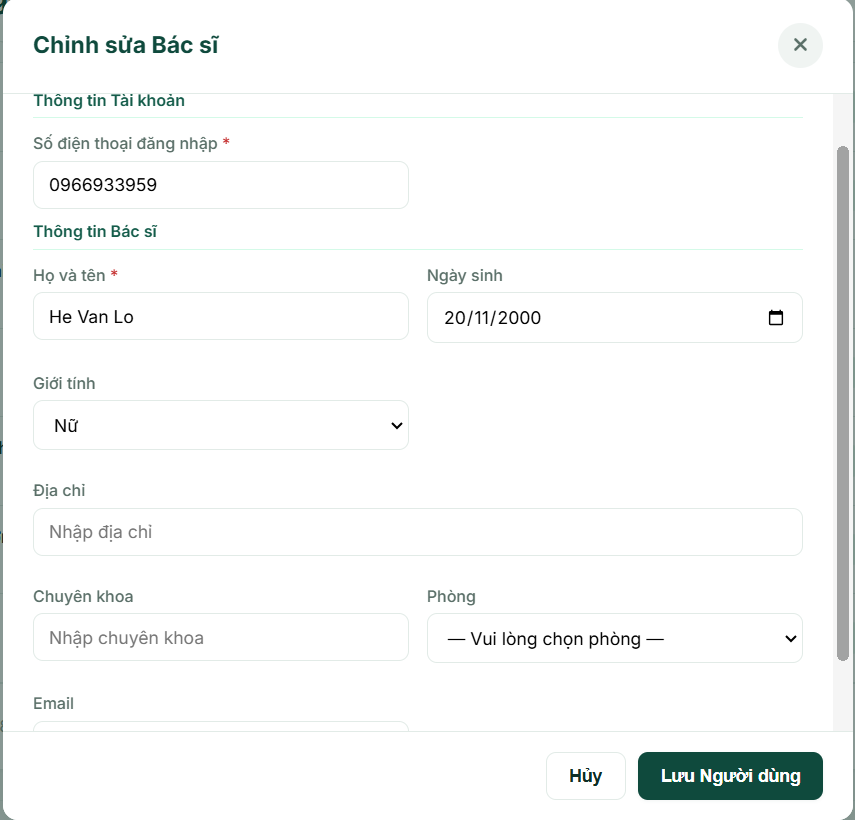 Chỉnh sửa Bác sĩ
Thông tin Tài khoản
Số điện thoại đăng nhập *
0966933959
Thông tin Bác sĩ
Họ và tên *
Ngày sinh
He Van Lo
20/11/2000
Giới tính
Nữ
Địa chỉ
Nhập địa chỉ
Chuyên khoa
Phòng
Nhập chuyên khoa
— Vui lòng chọn phòng —
Email
Hủy
Lưu Người dùng